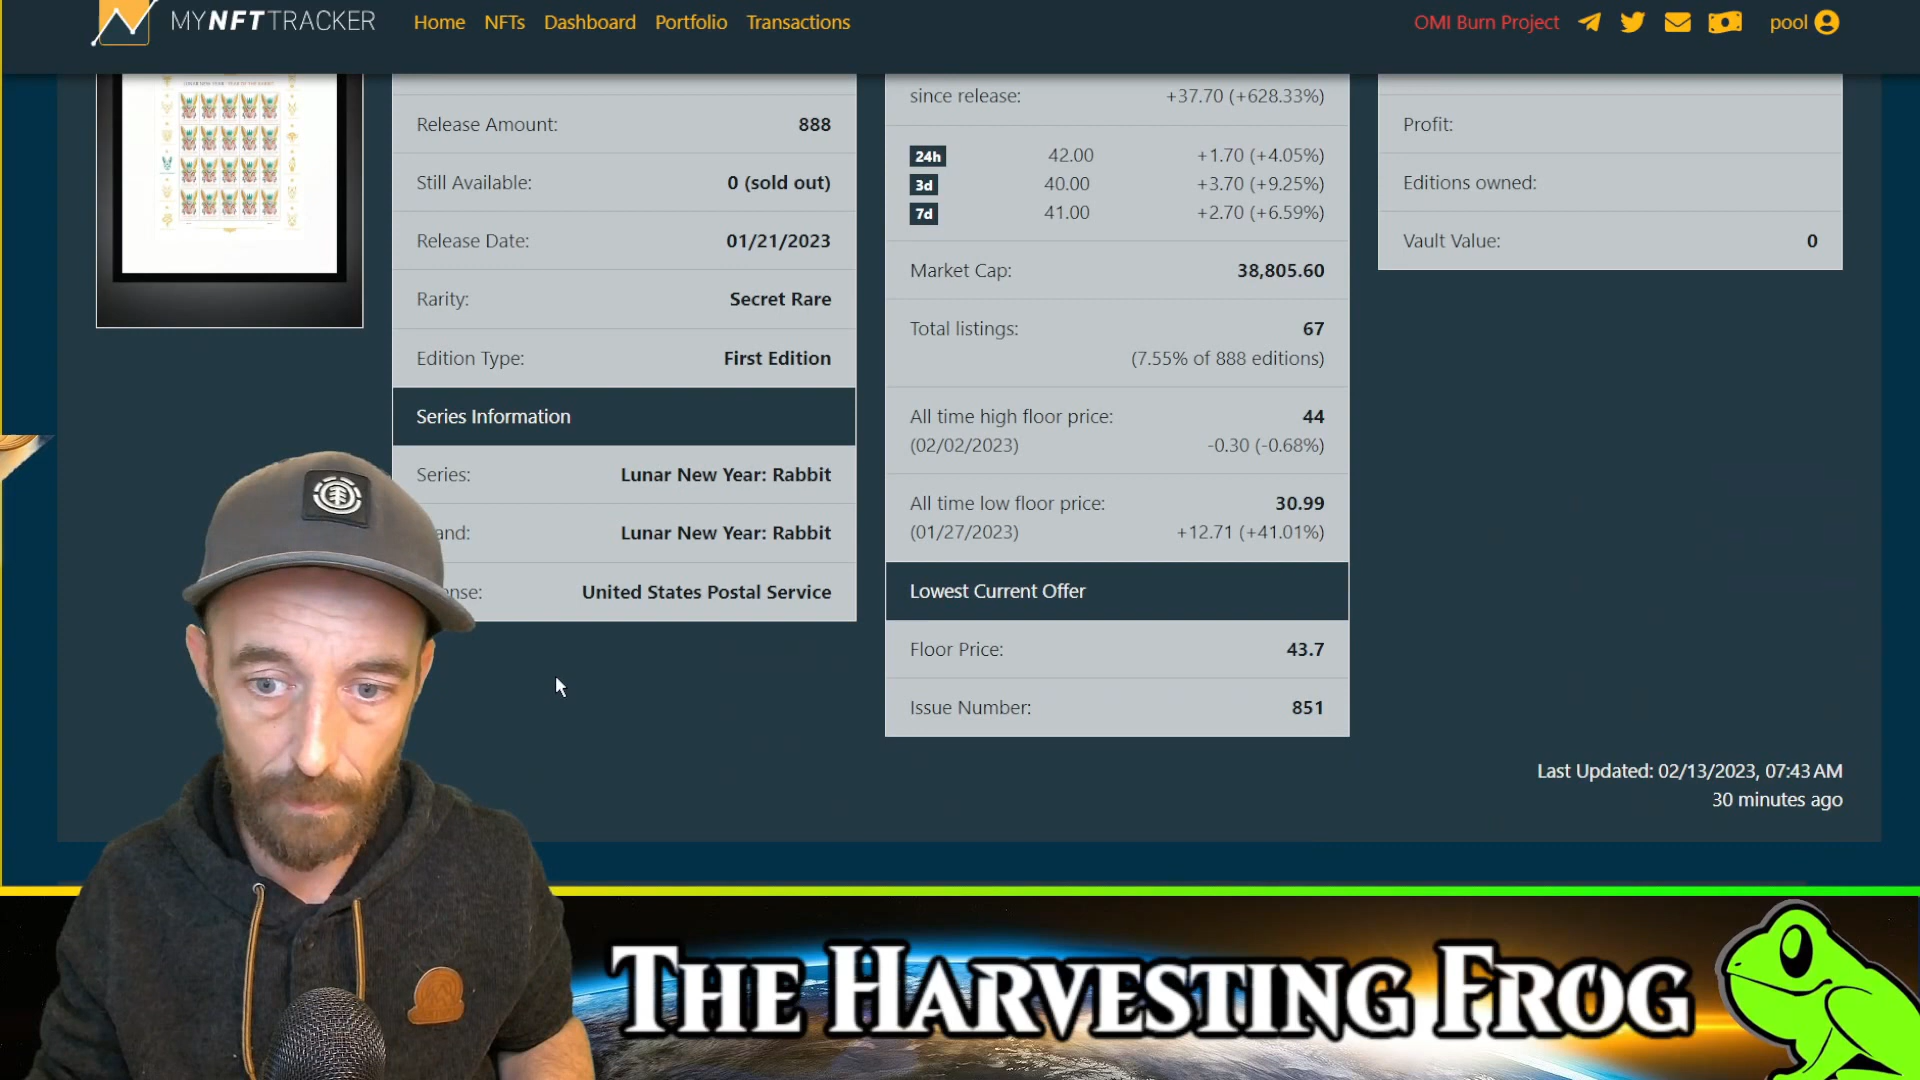 MYNFTTRACKER
Home NFTs Dashboard Portfolio Transactions
OMI Burn Project
pool
Release Amount: 888
Still Available: 0 (sold out)
Release Date: 01/21/2023
Rarity: Secret Rare
Edition Type: First Edition
Series Information
Series: Lunar New Year: Rabbit
and: Lunar New Year: Rabbit
nse: United States Postal Service
since release: +37.70 (+628.33%)
24h 42.00 +1.70 (+4.05%)
3d 40.00 +3.70 (+9.25%)
7d 41.00 +2.70 (+6.59%)
Market Cap: 38,805.60
Total listings: 67
(7.55% of 888 editions)
All time high floor price: 44
(02/02/2023) -0.30 (-0.68%)
All time low floor price: 30.99
(01/27/2023) +12.71 (+41.01%)
Lowest Current Offer
Floor Price: 43.7
Issue Number: 851
Profit:
Editions owned:
Vault Value: 0
Last Updated: 02/13/2023, 07:43 AM
30 minutes ago
THE HARVESTING FROG